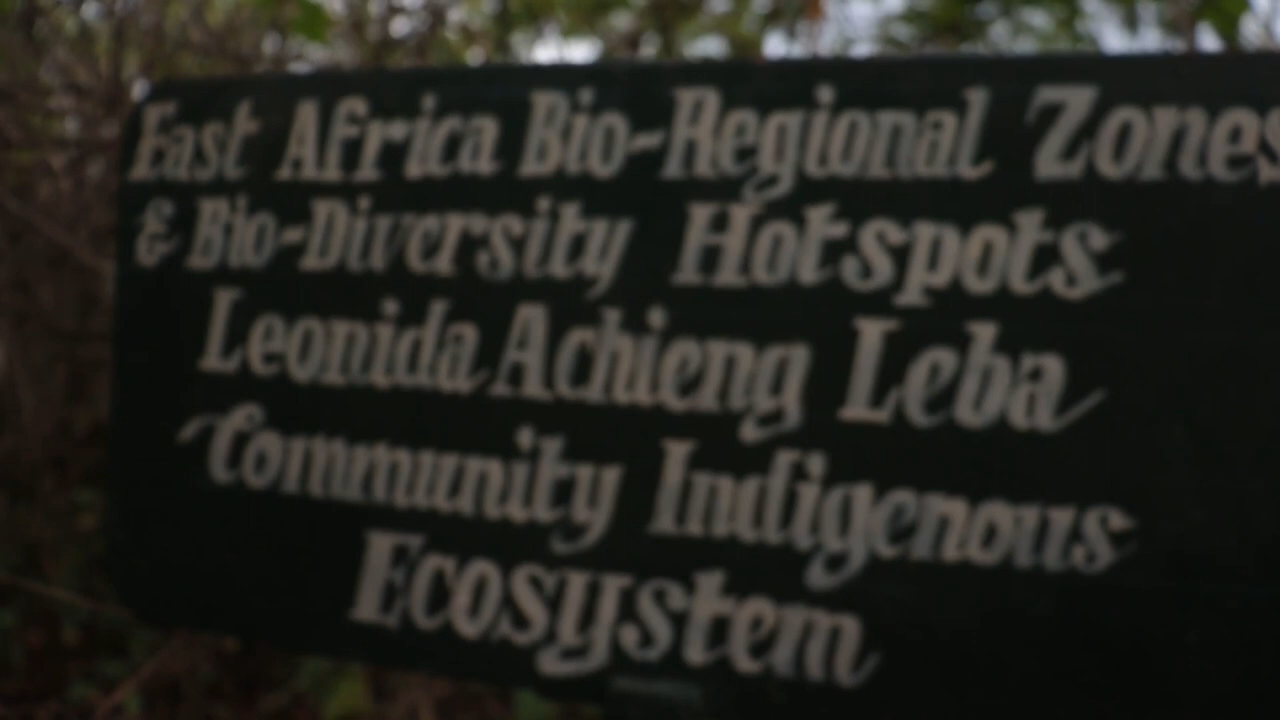 East Africa Bio-Regional Zones
& Bio-Diversity Hotspots
Leonida Achieng Leba
Community Indigenous
Ecosystem